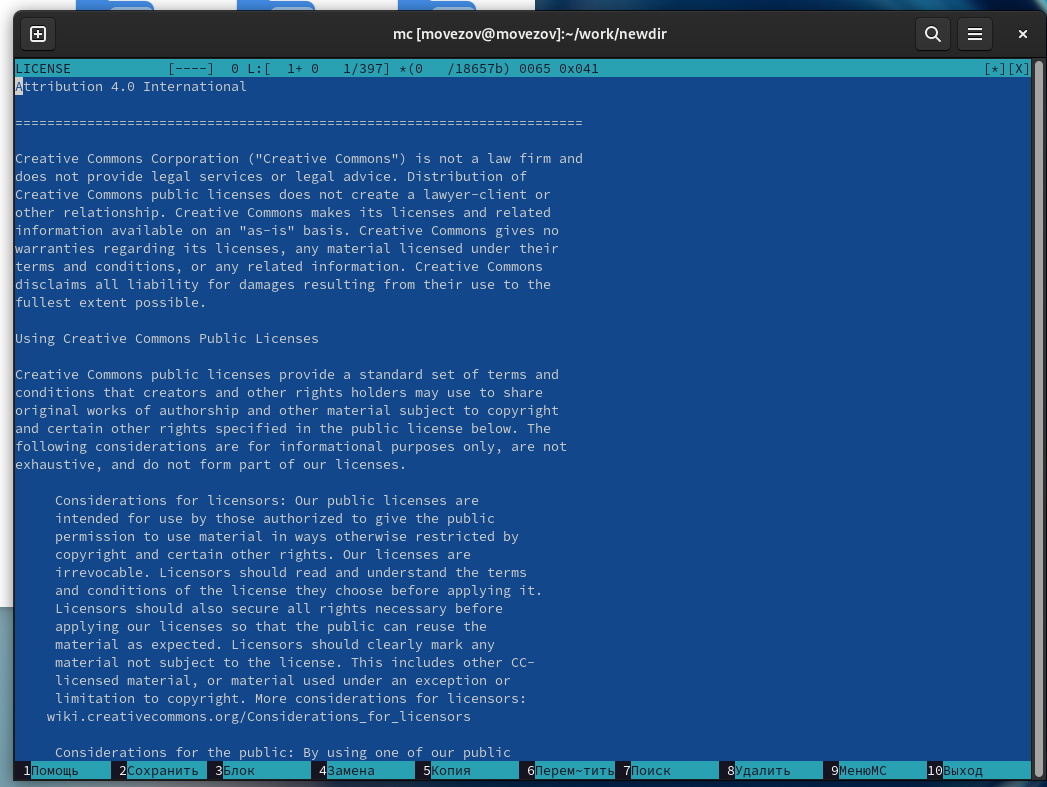 mc [movezov@movezov]:~/work/newdir
LICENSE [----] 0 L:[ 1+ 0 1/397] *(0 /18657b) 0065 0x041 [*][X]
Attribution 4.0 International
=======================================================================
Creative Commons Corporation ("Creative Commons") is not a law firm and
does not provide legal services or legal advice. Distribution of
Creative Commons public licenses does not create a lawyer-client or
other relationship. Creative Commons makes its licenses and related
information available on an "as-is" basis. Creative Commons gives no
warranties regarding its licenses, any material licensed under their
terms and conditions, or any related information. Creative Commons
disclaims all liability for damages resulting from their use to the
fullest extent possible.
Using Creative Commons Public Licenses
Creative Commons public licenses provide a standard set of terms and
conditions that creators and other rights holders may use to share
original works of authorship and other material subject to copyright
and certain other rights specified in the public license below. The
following considerations are for informational purposes only, are not
exhaustive, and do not form part of our licenses.
Considerations for licensors: Our public licenses are
intended for use by those authorized to give the public
permission to use material in ways otherwise restricted by
copyright and certain other rights. Our licenses are
irrevocable. Licensors should read and understand the terms
and conditions of the license they choose before applying it.
Licensors should also secure all rights necessary before
applying our licenses so that the public can reuse the
material as expected. Licensors should clearly mark any
material not subject to the license. This includes other CC-
licensed material, or material used under an exception or
limitation to copyright. More considerations for licensors:
wiki.creativecommons.org/Considerations_for_licensors
Considerations for the public: By using one of our public
1Помощь 2Сохранить 3Блок 4Замена 5Копия 6Перем~тить 7Поиск 8Удалить 9МенюMC 10Выход